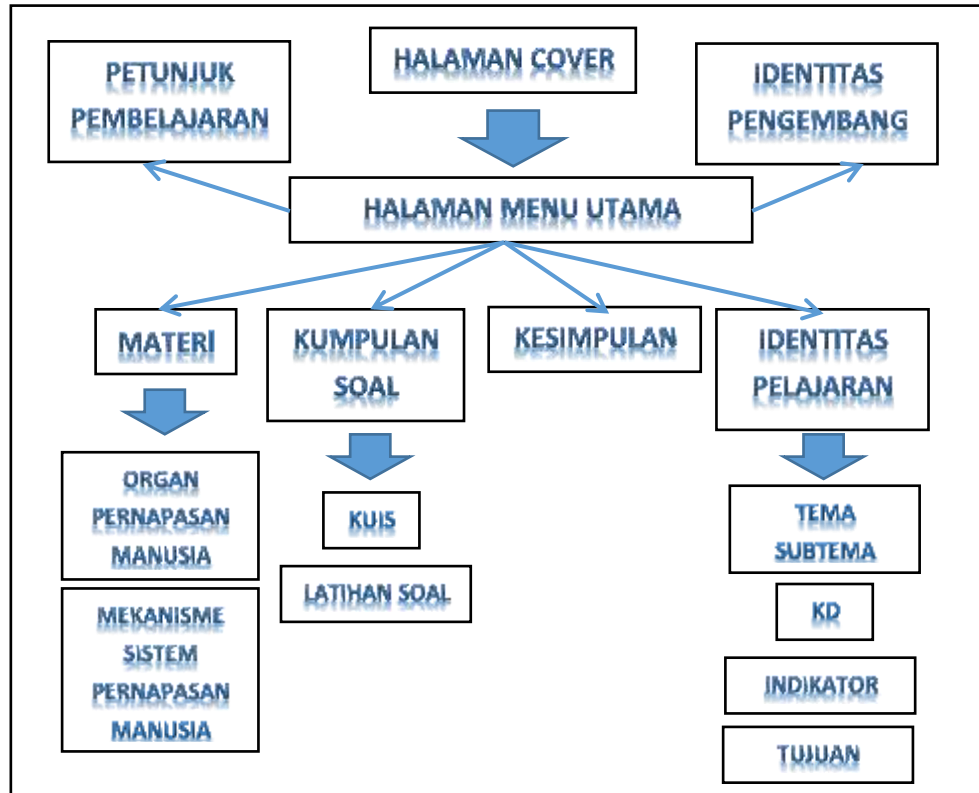 HALAMAN COVER
PETUNJUK
PEMBELAJARAN
IDENTITAS
PENGEMBANG
HALAMAN MENU UTAMA
MATERI
KUMPULAN
SOAL
KESIMPULAN
IDENTITAS
PELAJARAN
ORGAN
PERNAPASAN
MANUSIA
MEKANISME
SISTEM
PERNAPASAN
MANUSIA
KUIS
LATIHAN SOAL
TEMA
SUBTEMA
KD
INDIKATOR
TUJUAN